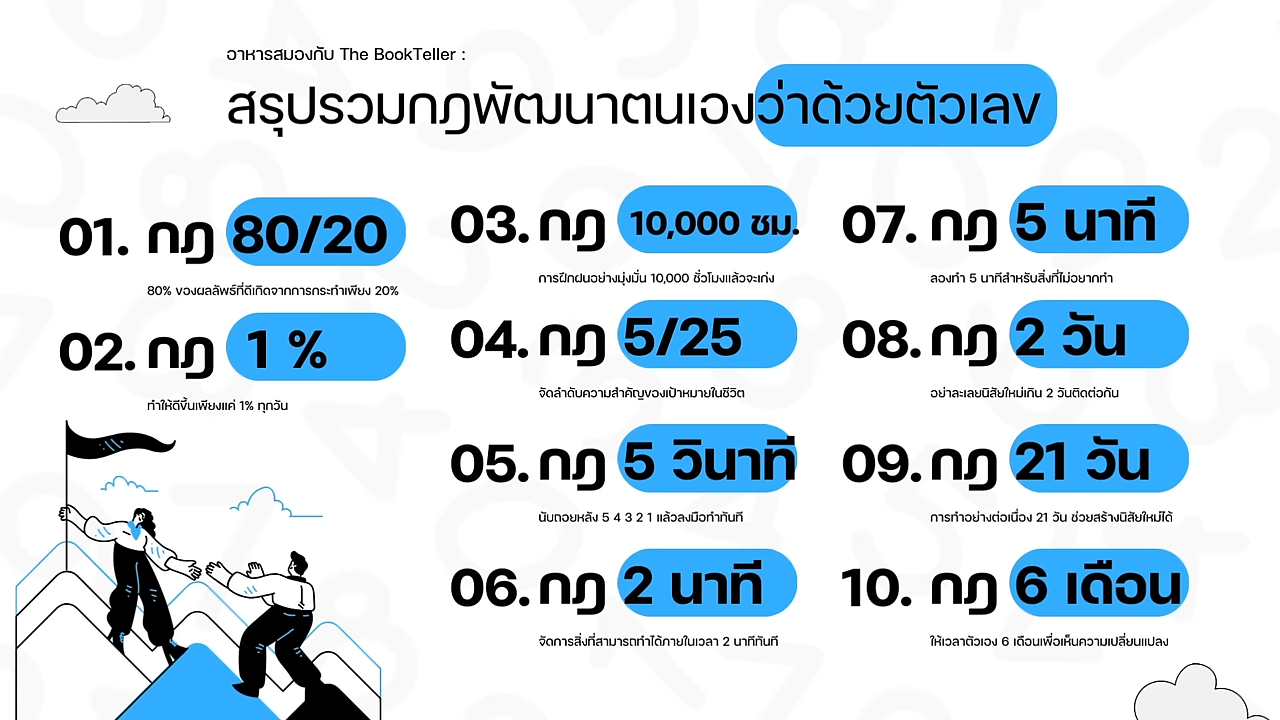 อาหารสมองกับ The BookTeller :
สรุปรวมกฎพัฒนาตนเองว่าด้วยตัวเลข
01. กฎ 80/20
80% ของผลลัพธ์ที่ดีเกิดจากการกระทำเพียง 20%
02. กฎ 1 %
ทำให้ดีขึ้นเพียงแค่ 1% ทุกวัน
03. กฎ 10,000 ชม.
การฝึกฝนอย่างมุ่งมั่น 10,000 ชั่วโมงแล้วจะเก่ง
04. กฎ 5/25
จัดลำดับความสำคัญของเป้าหมายในชีวิต
05. กฎ 5 วินาที
นับถอยหลัง 5 4 3 2 1 แล้วลงมือทำทันที
06. กฎ 2 นาที
จัดการสิ่งที่สามารถทำได้ภายในเวลา 2 นาทีทันที
07. กฎ 5 นาที
ลองทำ 5 นาทีสำหรับสิ่งที่ไม่อยากทำ
08. กฎ 2 วัน
อย่าละเลยนิสัยใหม่เกิน 2 วันติดต่อกัน
09. กฎ 21 วัน
การทำอย่างต่อเนื่อง 21 วัน ช่วยสร้างนิสัยใหม่ได้
10. กฎ 6 เดือน
ให้เวลาตัวเอง 6 เดือนเพื่อเห็นความเปลี่ยนแปลง